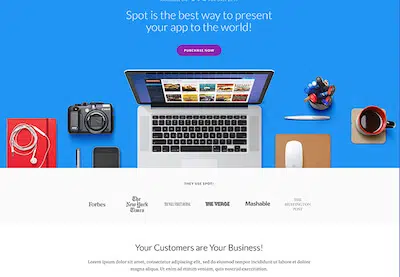 Spot is the best way to present
your app to the world!
PURCHASE NOW
THEY USE SPOT:
Forbes
The
New York
Times
THE VERGE
Mashable
THE
HUFFINGTON
POST
Your Customers are Your Business!
Lorem ipsum dolor sit amet, consectetur adipiscing elit, sed do eiusmod tempor incididunt ut labore et dolore
magna aliqua. Ut enim ad minim veniam, quis nostrud exercitation.